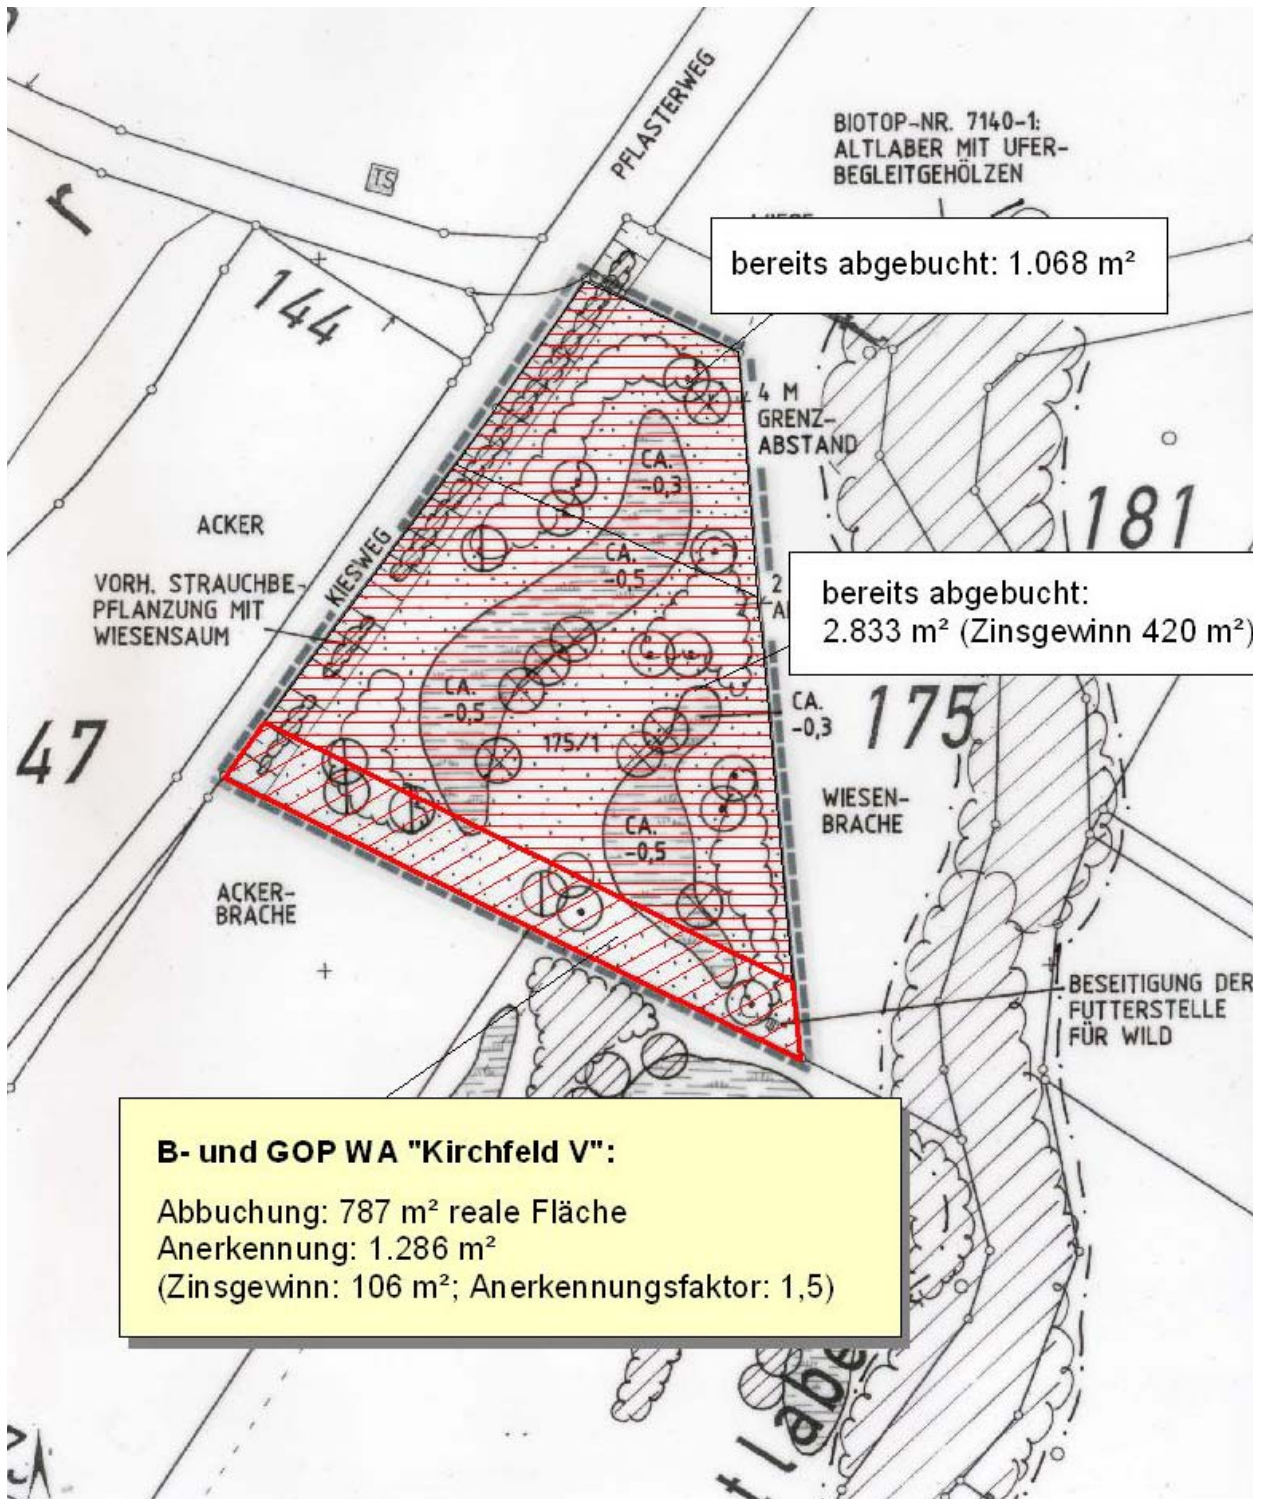 PFLASTERWEG
BIOTOP-NR. 7140-1:
ALTLABER MIT UFER-
BEGLEITGEHÖLZEN
TS
r
144
bereits abgebucht: 1.068 m²
4 M
GRENZ-
ABSTAND
CA.
-0,3
181
ACKER
KIESWEG
CA.
-0,5
VORH. STRAUCHBE-
PFLANZUNG MIT
WIESENSAUM
2
bereits abgebucht:
2.833 m² (Zinsgewinn 420 m²)
CA.
-0,5
CA.
-0,3
175
47
175/1
WIESEN-
BRACHE
CA.
-0,5
ACKER-
BRACHE
BESEITIGUNG DER
FUTTERSTELLE
FÜR WILD
B- und GOP WA "Kirchfeld V":
Abbuchung: 787 m² reale Fläche
Anerkennung: 1.286 m²
(Zinsgewinn: 106 m²; Anerkennungsfaktor: 1,5)